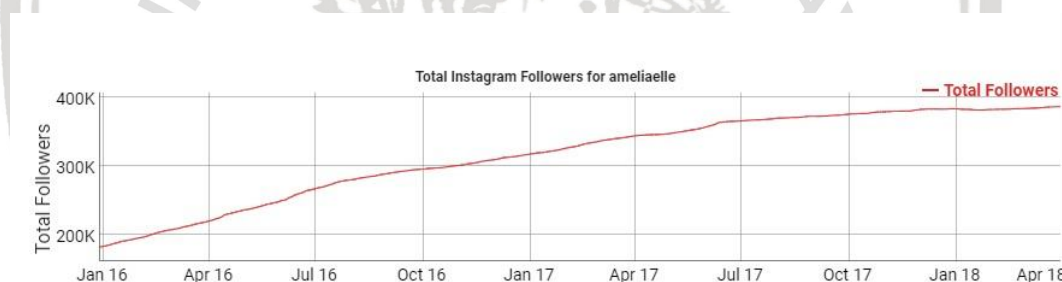 Total Instagram Followers for ameliaelle
Total Followers
400K
300K
200K
Total Followers
Jan 16 Apr 16 Jul 16 Oct 16 Jan 17 Apr 17 Jul 17 Oct 17 Jan 18 Apr 18